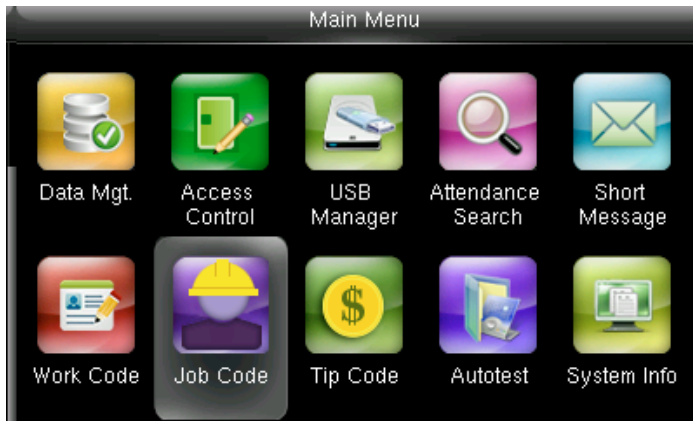 Main Menu
Data Mgt.
Access
Control
USB
Manager
Attendance
Search
Short
Message
Work Code
Job Code
$
Tip Code
Autotest
System Info